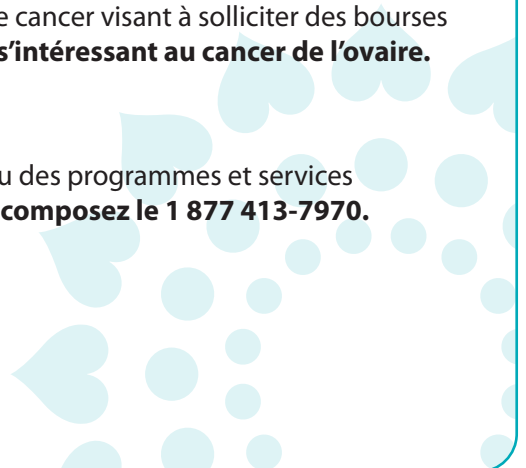 e cancer visant à solliciter des bourses
s’intéressant au cancer de l’ovaire.
u des programmes et services
composez le 1 877 413-7970.